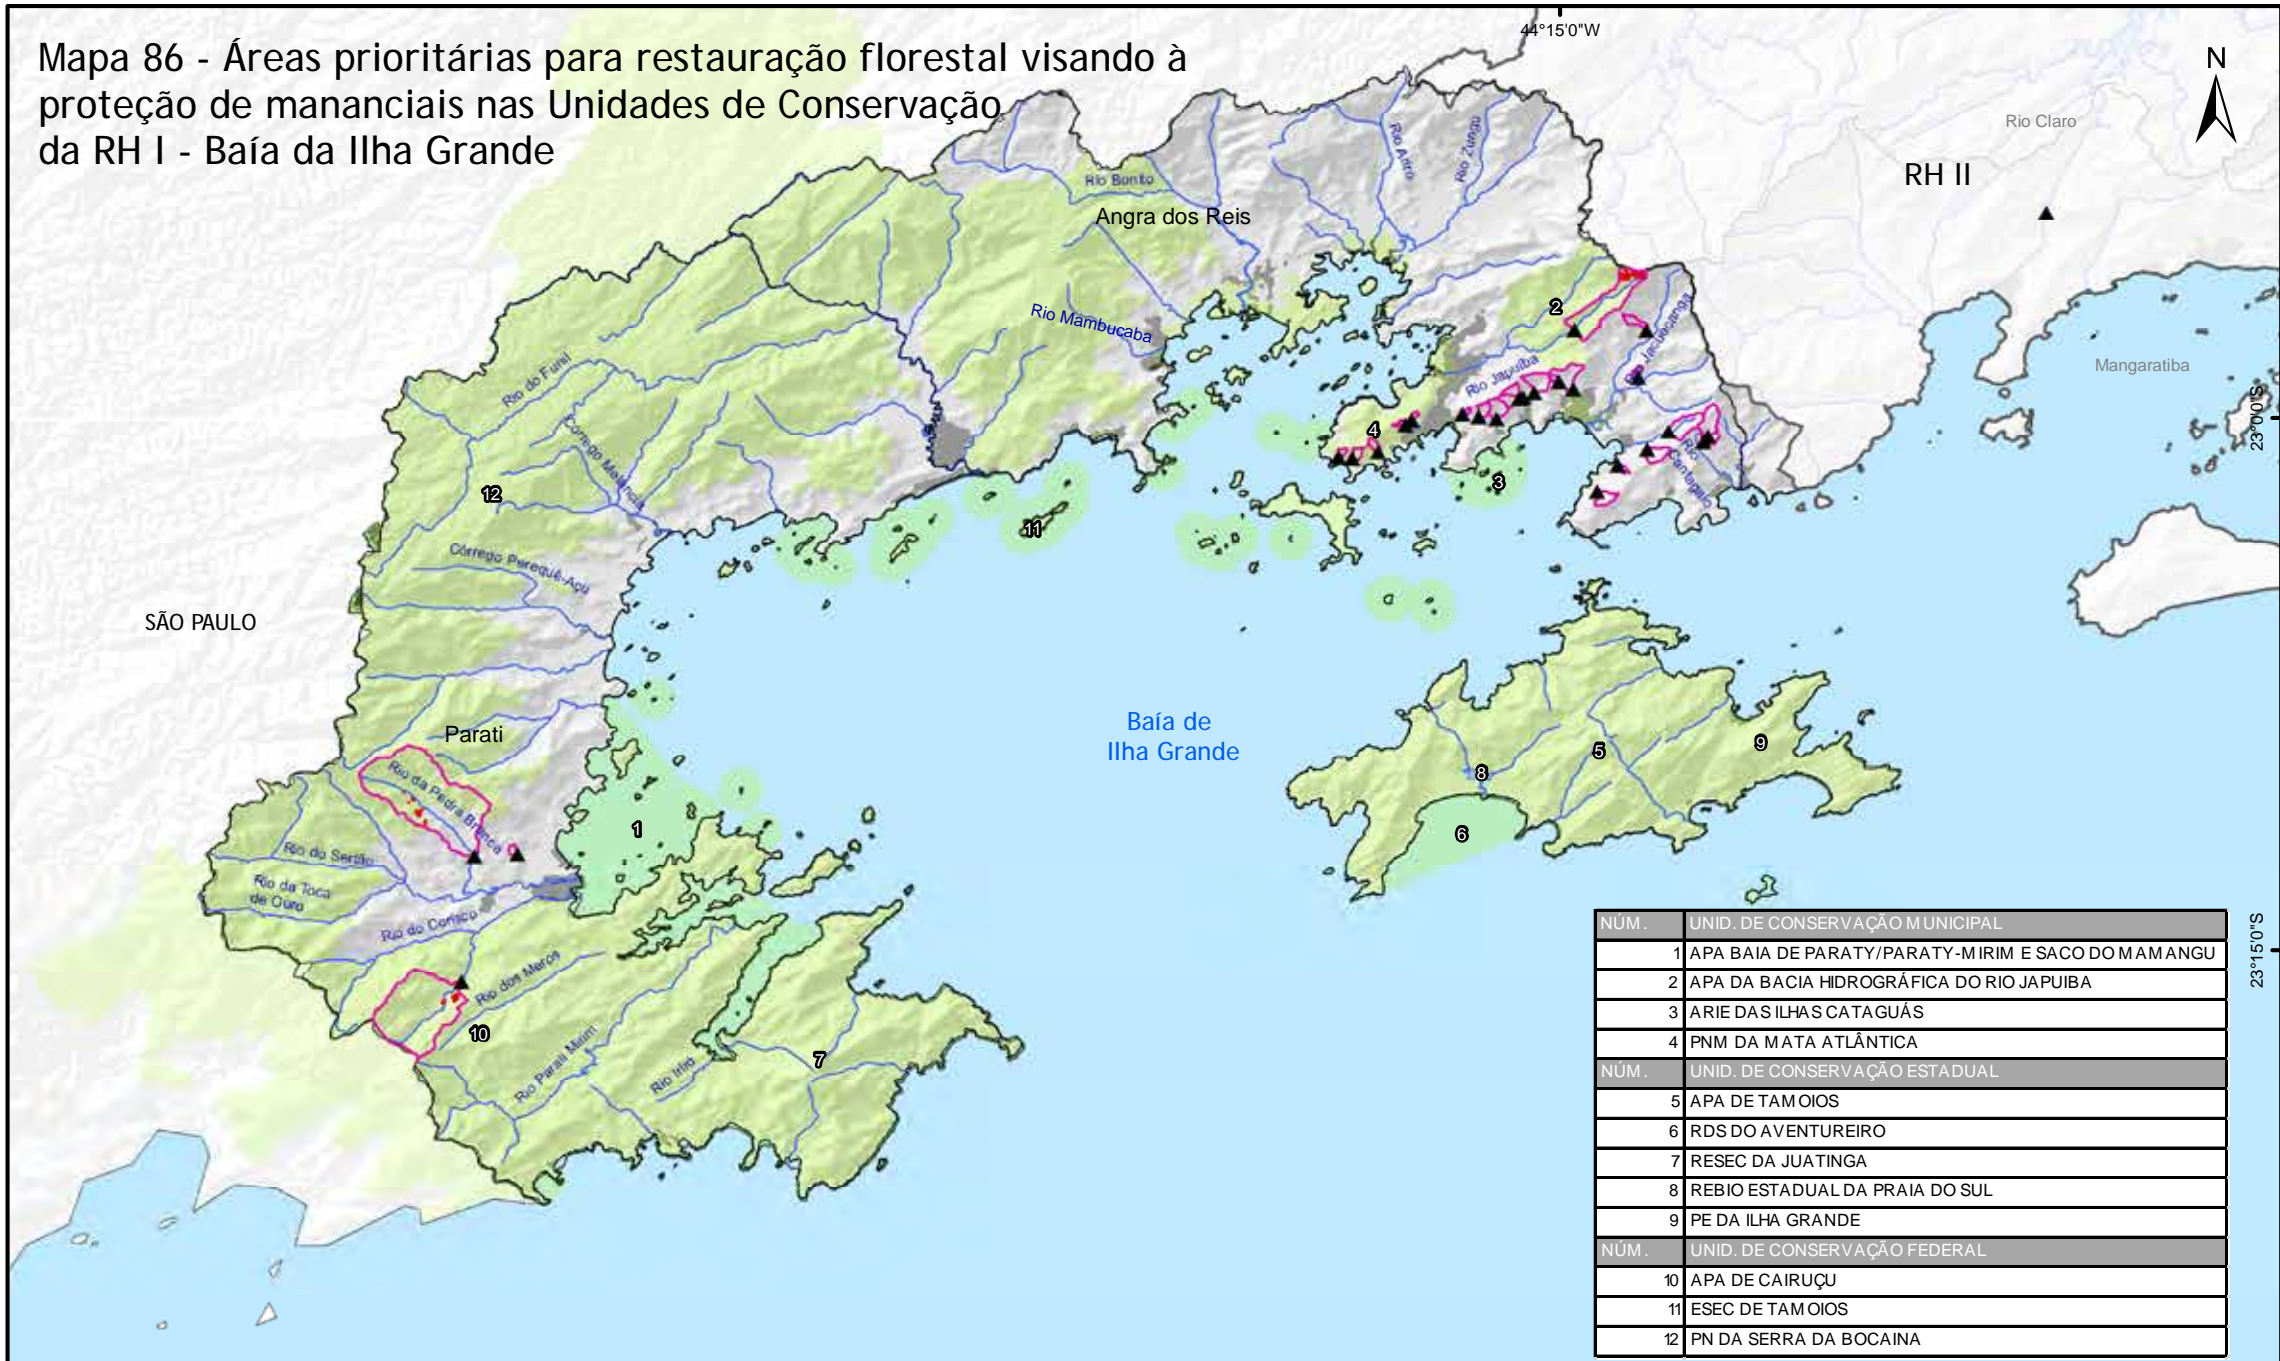 Mapa 86 - Áreas prioritárias para restauração florestal visando à
proteção de mananciais nas Unidades de Conservação
da RH I - Baía da Ilha Grande
44°15'0"W
N
Rio Claro
RH II
Rio Ariró
Rio Zungu
Rio Bonito
Angra dos Reis
2
Rio Mambucaba
Rio Jacuecanga
Mangaratiba
Rio do Funil
Rio Japuíba
23°0'0"S
4
Córrego
12
3
Rio Cantagalo
11
Córrego Perequê-Açú
SÃO PAULO
Baía de
Ilha Grande
Parati
5
9
8
Rio da Pedra Branca
1
6
Rio do Sertão
Rio da Toca
de Ouro
Rio do Corisco
Rio dos Meros
10
Rio Parati Mirim
Rio Iriró
7
23°15'0"S
NÚM. UNID. DE CONSERVAÇÃO MUNICIPAL
1 APA BAIA DE PARATY/PARATY-MIRIM E SACO DO MAMANGU
2 APA DA BACIA HIDROGRÁFICA DO RIO JAPUIBA
3 ARIE DAS ILHAS CATAGUÁS
4 PNM DA MATA ATLÂNTICA
NÚM. UNID. DE CONSERVAÇÃO ESTADUAL
5 APA DE TAMOIOS
6 RDS DO AVENTUREIRO
7 RESEC DA JUATINGA
8 REBIO ESTADUAL DA PRAIA DO SUL
9 PE DA ILHA GRANDE
NÚM. UNID. DE CONSERVAÇÃO FEDERAL
10 APA DE CAIRUÇU
11 ESEC DE TAMOIOS
12 PN DA SERRA DA BOCAINA